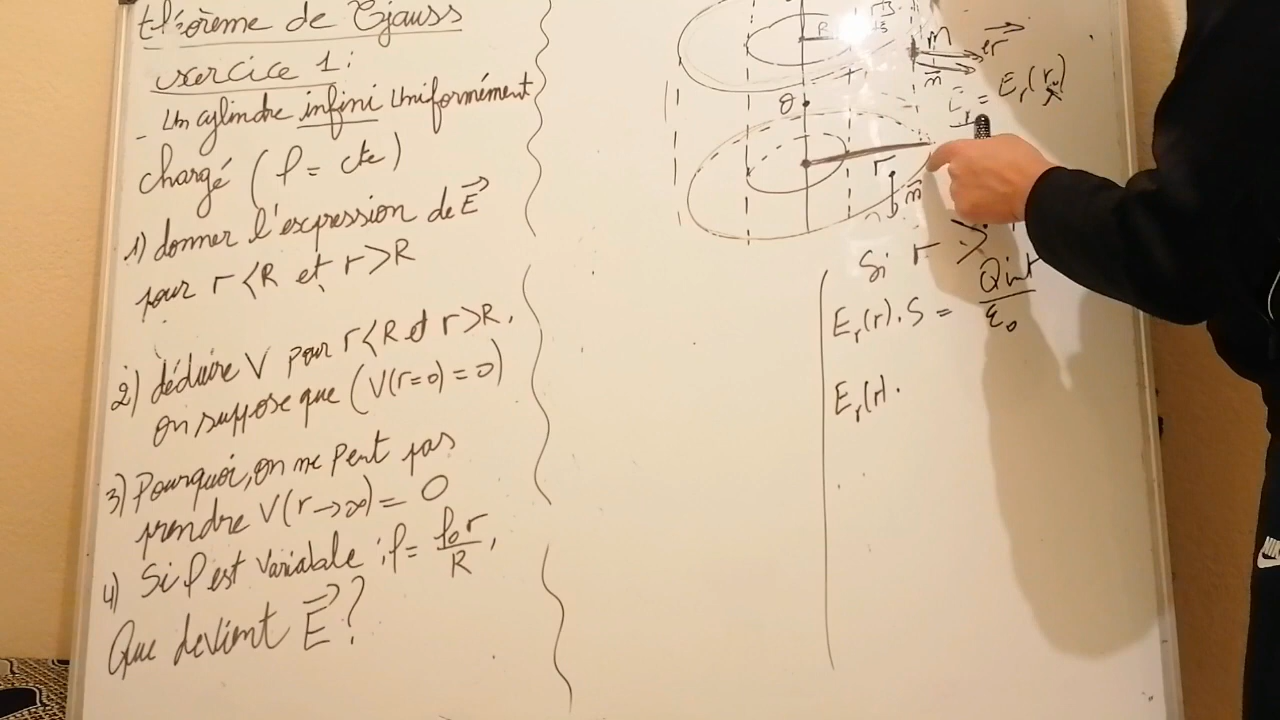 théorème de Gjauss
exercice 1:
- Un cylindre infini Uniformément
chargé (ρ = cte)
1) donner l'expression de E⃗
pour r<R et r>R
2) déduire V pour r<R et r>R.
on suppose que (V(r=0)=0)
3) Pourquoi, on ne peut pas
prendre V(r→∞)= 0
4) Si ρ est variable : ρ= ρ₀r/R,
Que devient E⃗?
R
M
er⃗
n⃗
= Er(r)
O
r
n⃗
Si r >
Er(r).S = Qint/ε₀
Er(r).